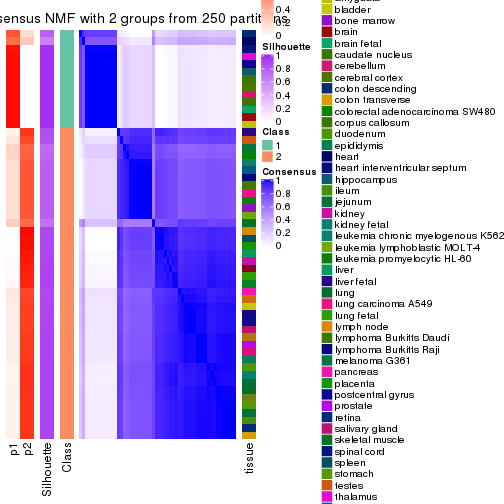 sensus NMF with 2 groups from 250 partitions
0.4
0.2
0
Silhouette
1
0.8
0.6
0.4
0.2
0
Class
1
2
Consensus
1
0.8
0.6
0.4
0.2
0
p1
p2
Silhouette
Class
tissue
bladder
bone marrow
brain
brain fetal
caudate nucleus
cerebellum
cerebral cortex
colon descending
colon transverse
colorectal adenocarcinoma SW480
corpus callosum
duodenum
epididymis
heart
heart interventricular septum
hippocampus
ileum
jejunum
kidney
kidney fetal
leukemia chronic myelogenous K562
leukemia lymphoblastic MOLT-4
leukemia promyelocytic HL-60
liver
liver fetal
lung
lung carcinoma A549
lung fetal
lymph node
lymphoma Burkitts Daudi
lymphoma Burkitts Raji
melanoma G361
pancreas
placenta
postcentral gyrus
prostate
retina
salivary gland
skeletal muscle
spinal cord
spleen
stomach
testes
thalamus